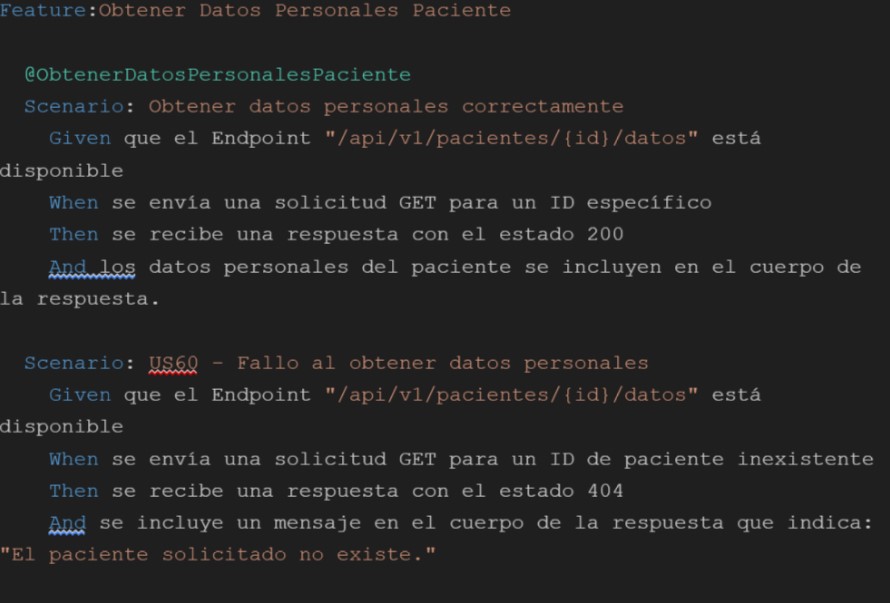 Feature:Obtener Datos Personales Paciente
@ObtenerDatosPersonalesPaciente
Scenario: Obtener datos personales correctamente
Given que el Endpoint "/api/v1/pacientes/{id}/datos" está
disponible
When se envía una solicitud GET para un ID específico
Then se recibe una respuesta con el estado 200
And los datos personales del paciente se incluyen en el cuerpo de
la respuesta.
Scenario: US60 - Fallo al obtener datos personales
Given que el Endpoint "/api/v1/pacientes/{id}/datos" está
disponible
When se envía una solicitud GET para un ID de paciente inexistente
Then se recibe una respuesta con el estado 404
And se incluye un mensaje en el cuerpo de la respuesta que indica:
"El paciente solicitado no existe."